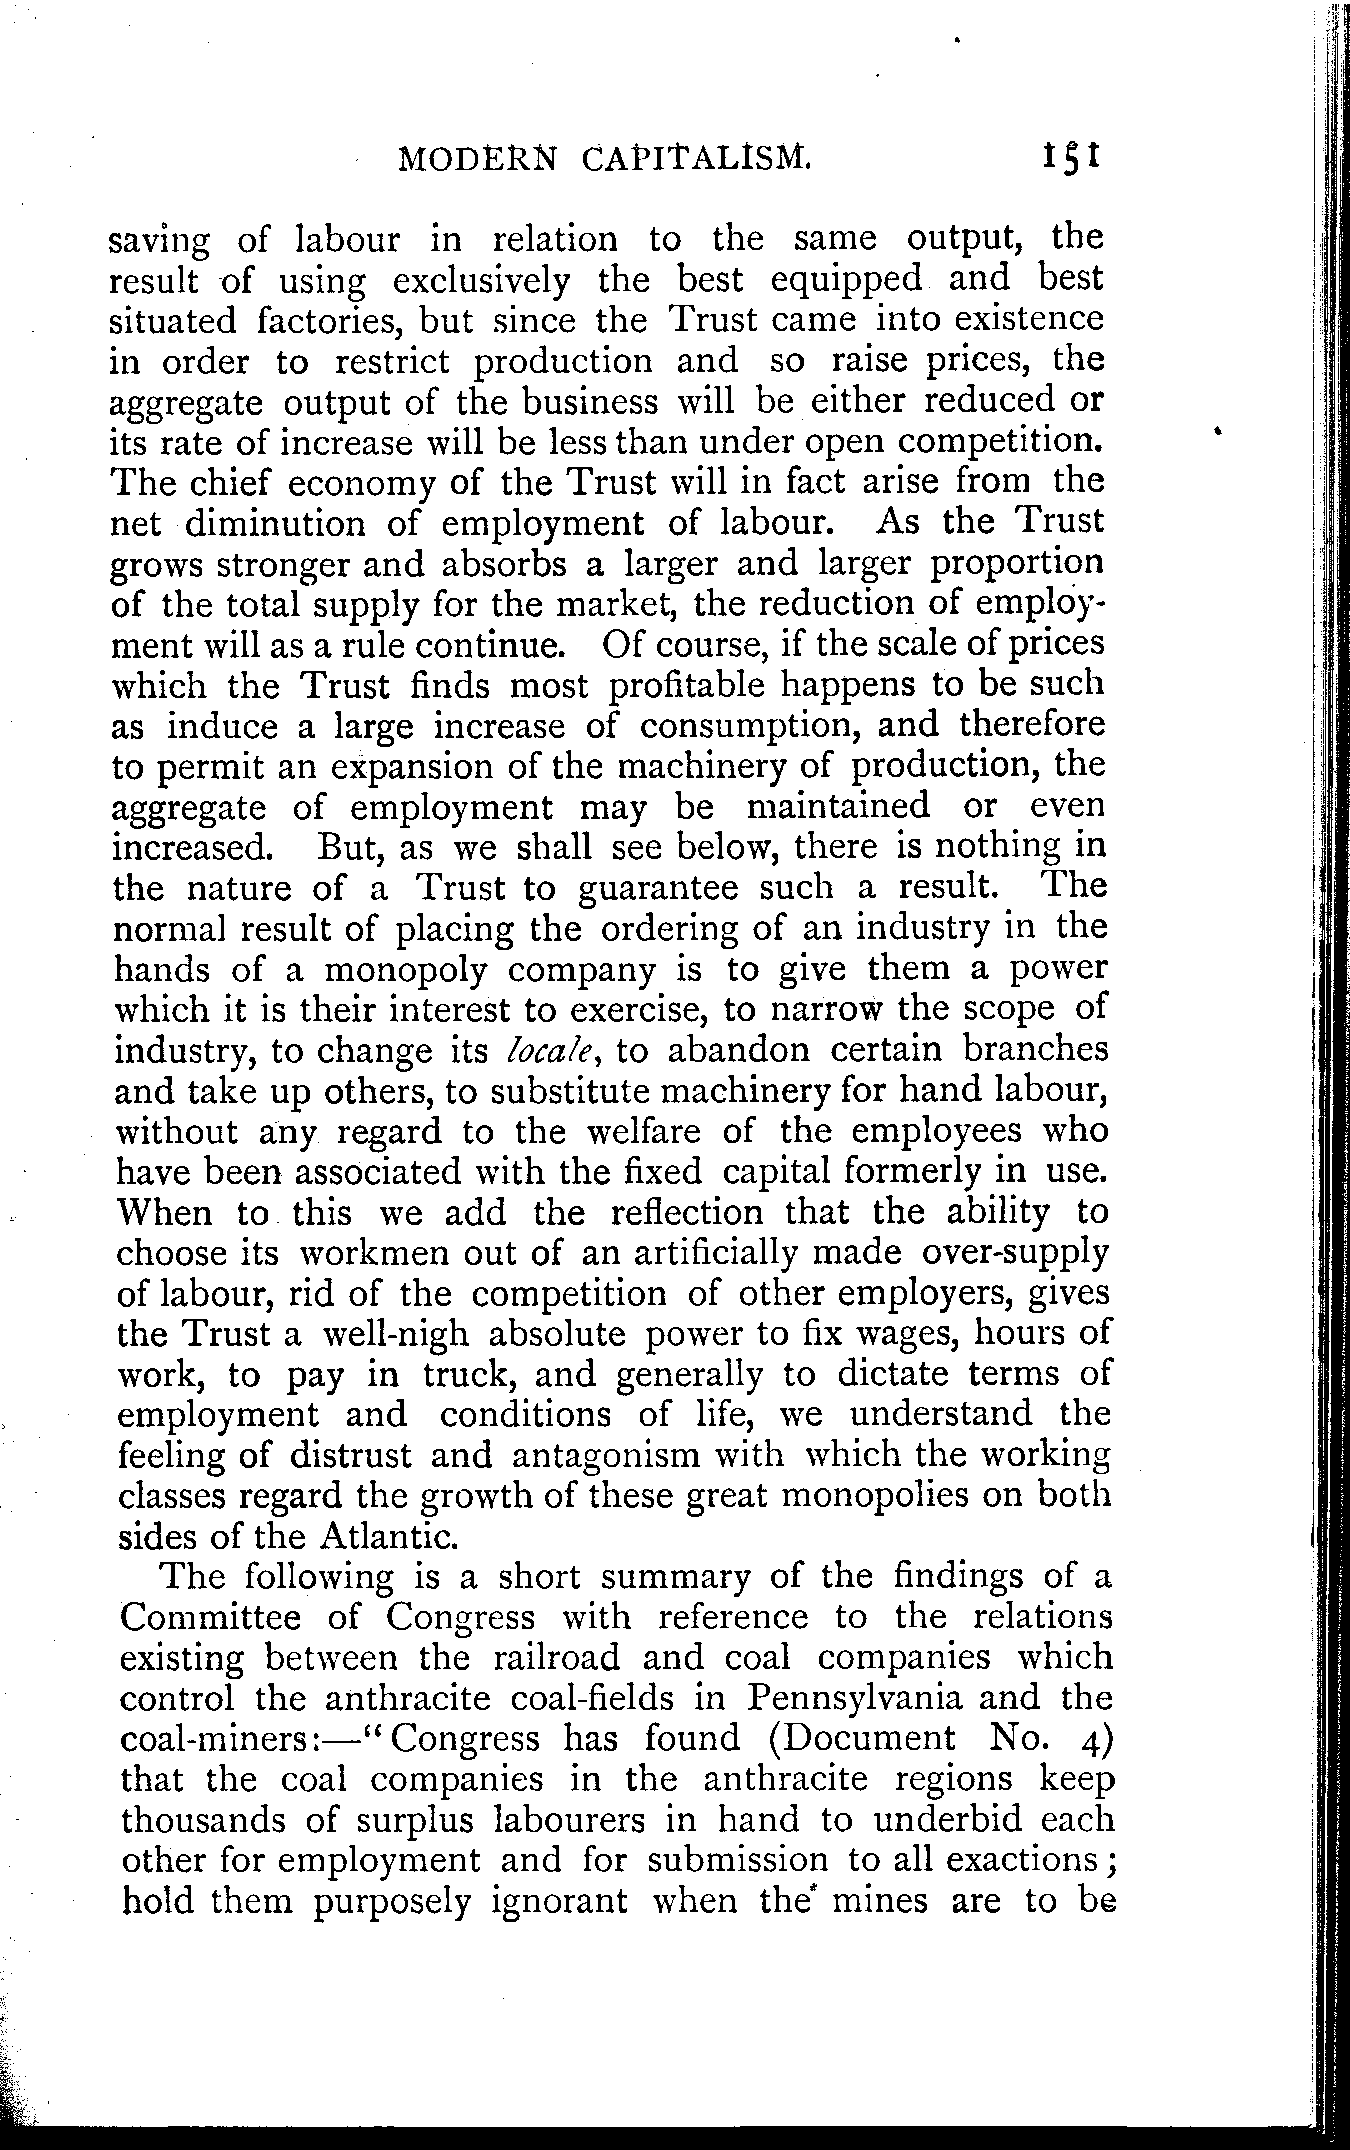 MODERN CAPITALISM. 151
saving of labour in relation to the same output, the
result of using exclusively the best equipped and best
situated factories, but since the Trust came into existence
in order to restrict production and so raise prices, the
aggregate output of the business will be either reduced or
its rate of increase will be less than under open competition.
The chief economy of the Trust will in fact arise from the
net diminution of employment of labour. As the Trust
grows stronger and absorbs a larger and larger proportion
of the total supply for the market, the reduction of employ-
ment will as a rule continue. Of course, if the scale of prices
which the Trust finds most profitable happens to be such
as induce a large increase of consumption, and therefore
to permit an expansion of the machinery of production, the
aggregate of employment may be maintained or even
increased. But, as we shall see below, there is nothing in
the nature of a Trust to guarantee such a result. The
normal result of placing the ordering of an industry in the
hands of a monopoly company is to give them a power
which it is their interest to exercise, to narrow the scope of
industry, to change its locale, to abandon certain branches
and take up others, to substitute machinery for hand labour,
without any regard to the welfare of the employees who
have been associated with the fixed capital formerly in use.
When to this we add the reflection that the ability to
choose its workmen out of an artificially made over-supply
of labour, rid of the competition of other employers, gives
the Trust a well-nigh absolute power to fix wages, hours of
work, to pay in truck, and generally to dictate terms of
employment and conditions of life, we understand the
feeling of distrust and antagonism with which the working
classes regard the growth of these great monopolies on both
sides of the Atlantic.
The following is a short summary of the findings of a
Committee of Congress with reference to the relations
existing between the railroad and coal companies which
control the anthracite coal-fields in Pennsylvania and the
coal-miners:—“Congress has found (Document No. 4)
that the coal companies in the anthracite regions keep
thousands of surplus labourers in hand to underbid each
other for employment and for submission to all exactions;
hold them purposely ignorant when the mines are to be